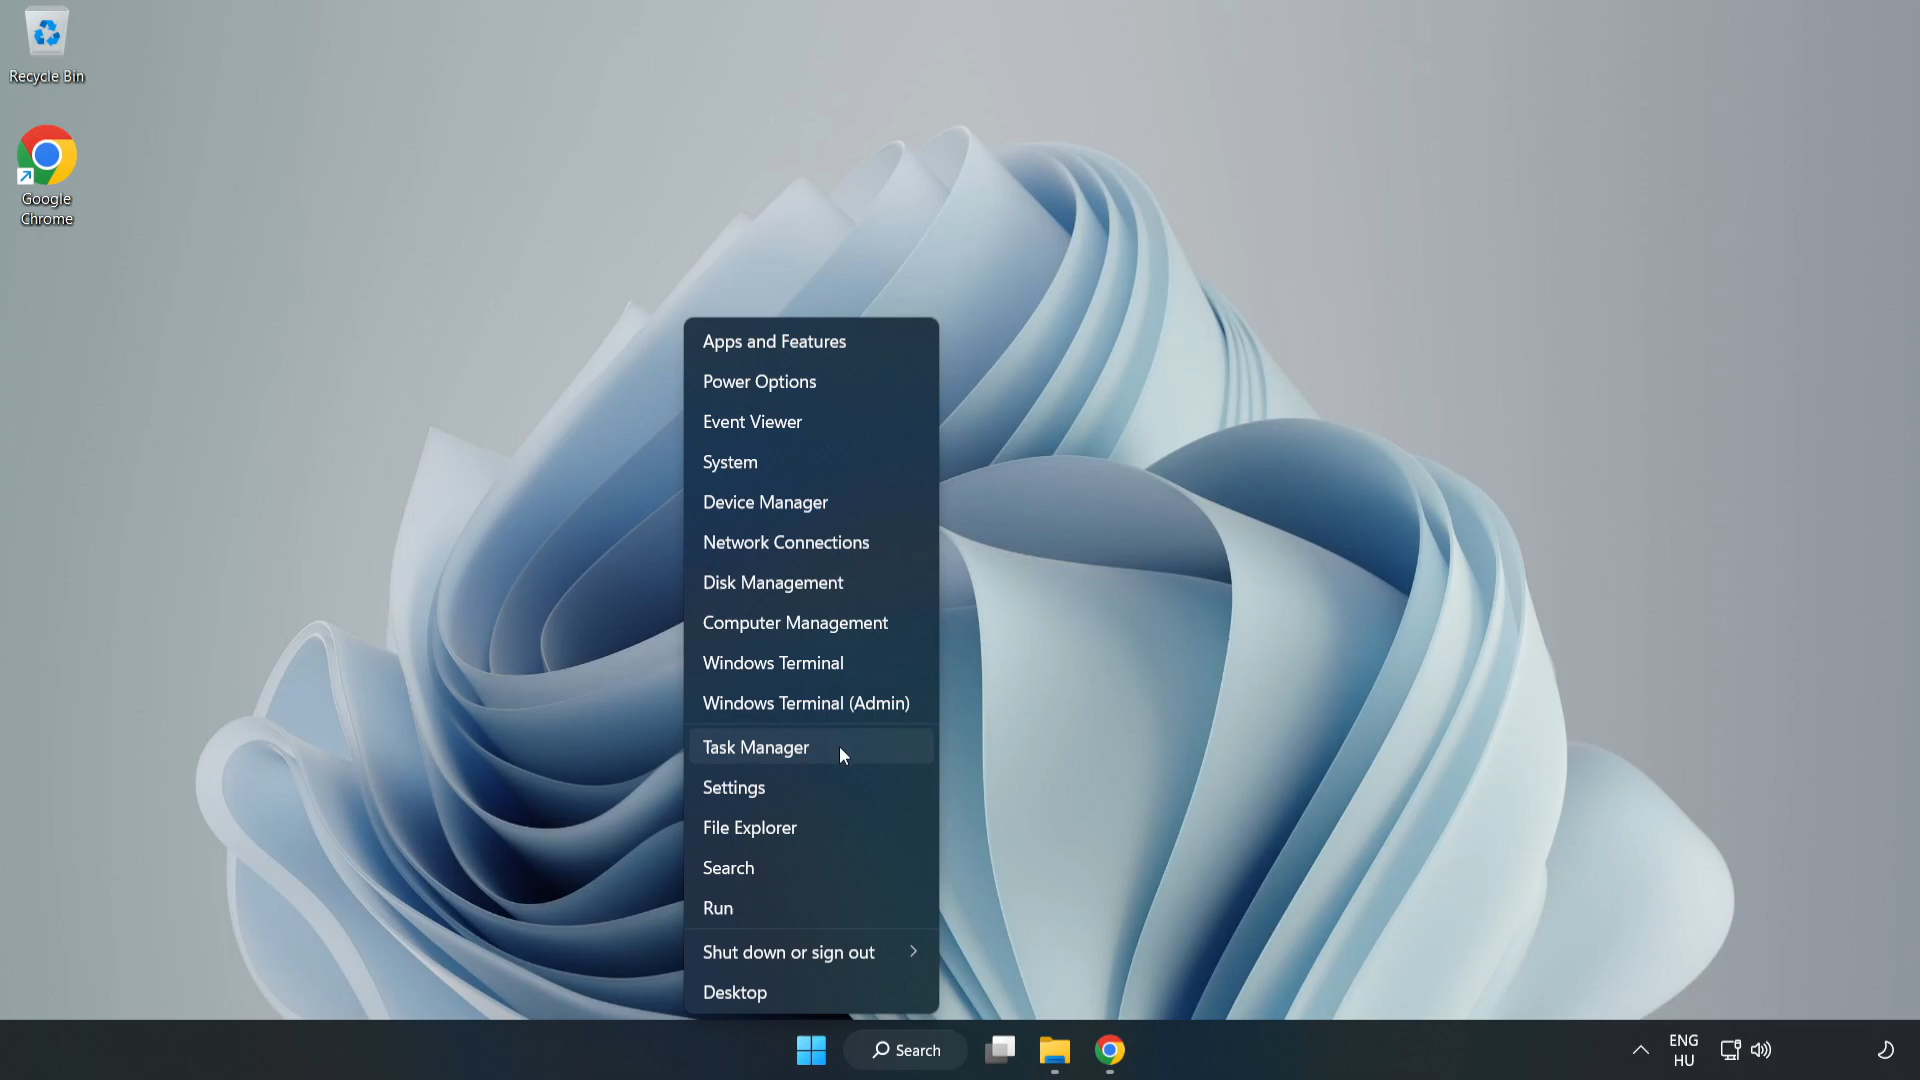 Recycle Bin
Google
Chrome
Apps and Features
Power Options
Event Viewer
System
Device Manager
Network Connections
Disk Management
Computer Management
Windows Terminal
Windows Terminal (Admin)
Task Manager
Settings
File Explorer
Search
Run
Shut down or sign out
Desktop
Search
ENG
HU